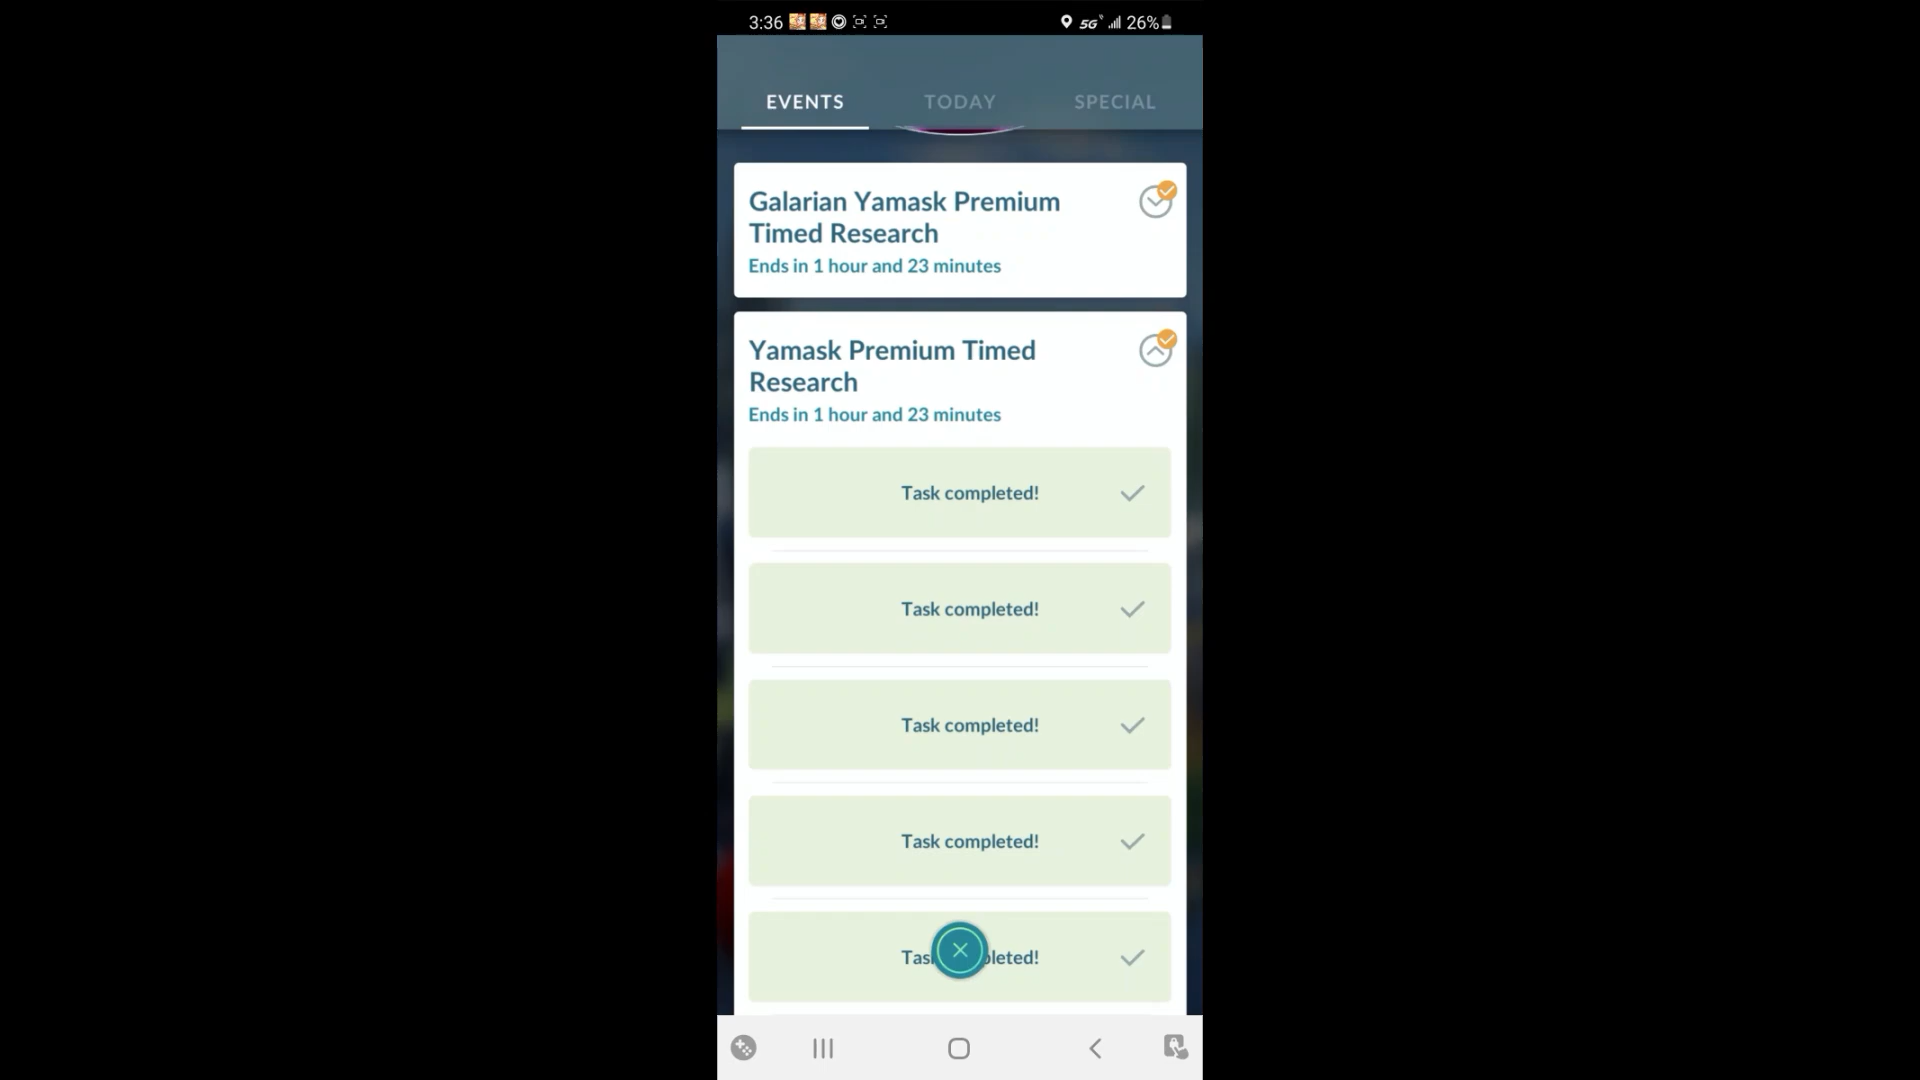 3:36
5G 26%
EVENTS TODAY SPECIAL
Galarian Yamask Premium
Timed Research
Ends in 1 hour and 23 minutes
Yamask Premium Timed
Research
Ends in 1 hour and 23 minutes
Task completed!
Task completed!
Task completed!
Task completed!